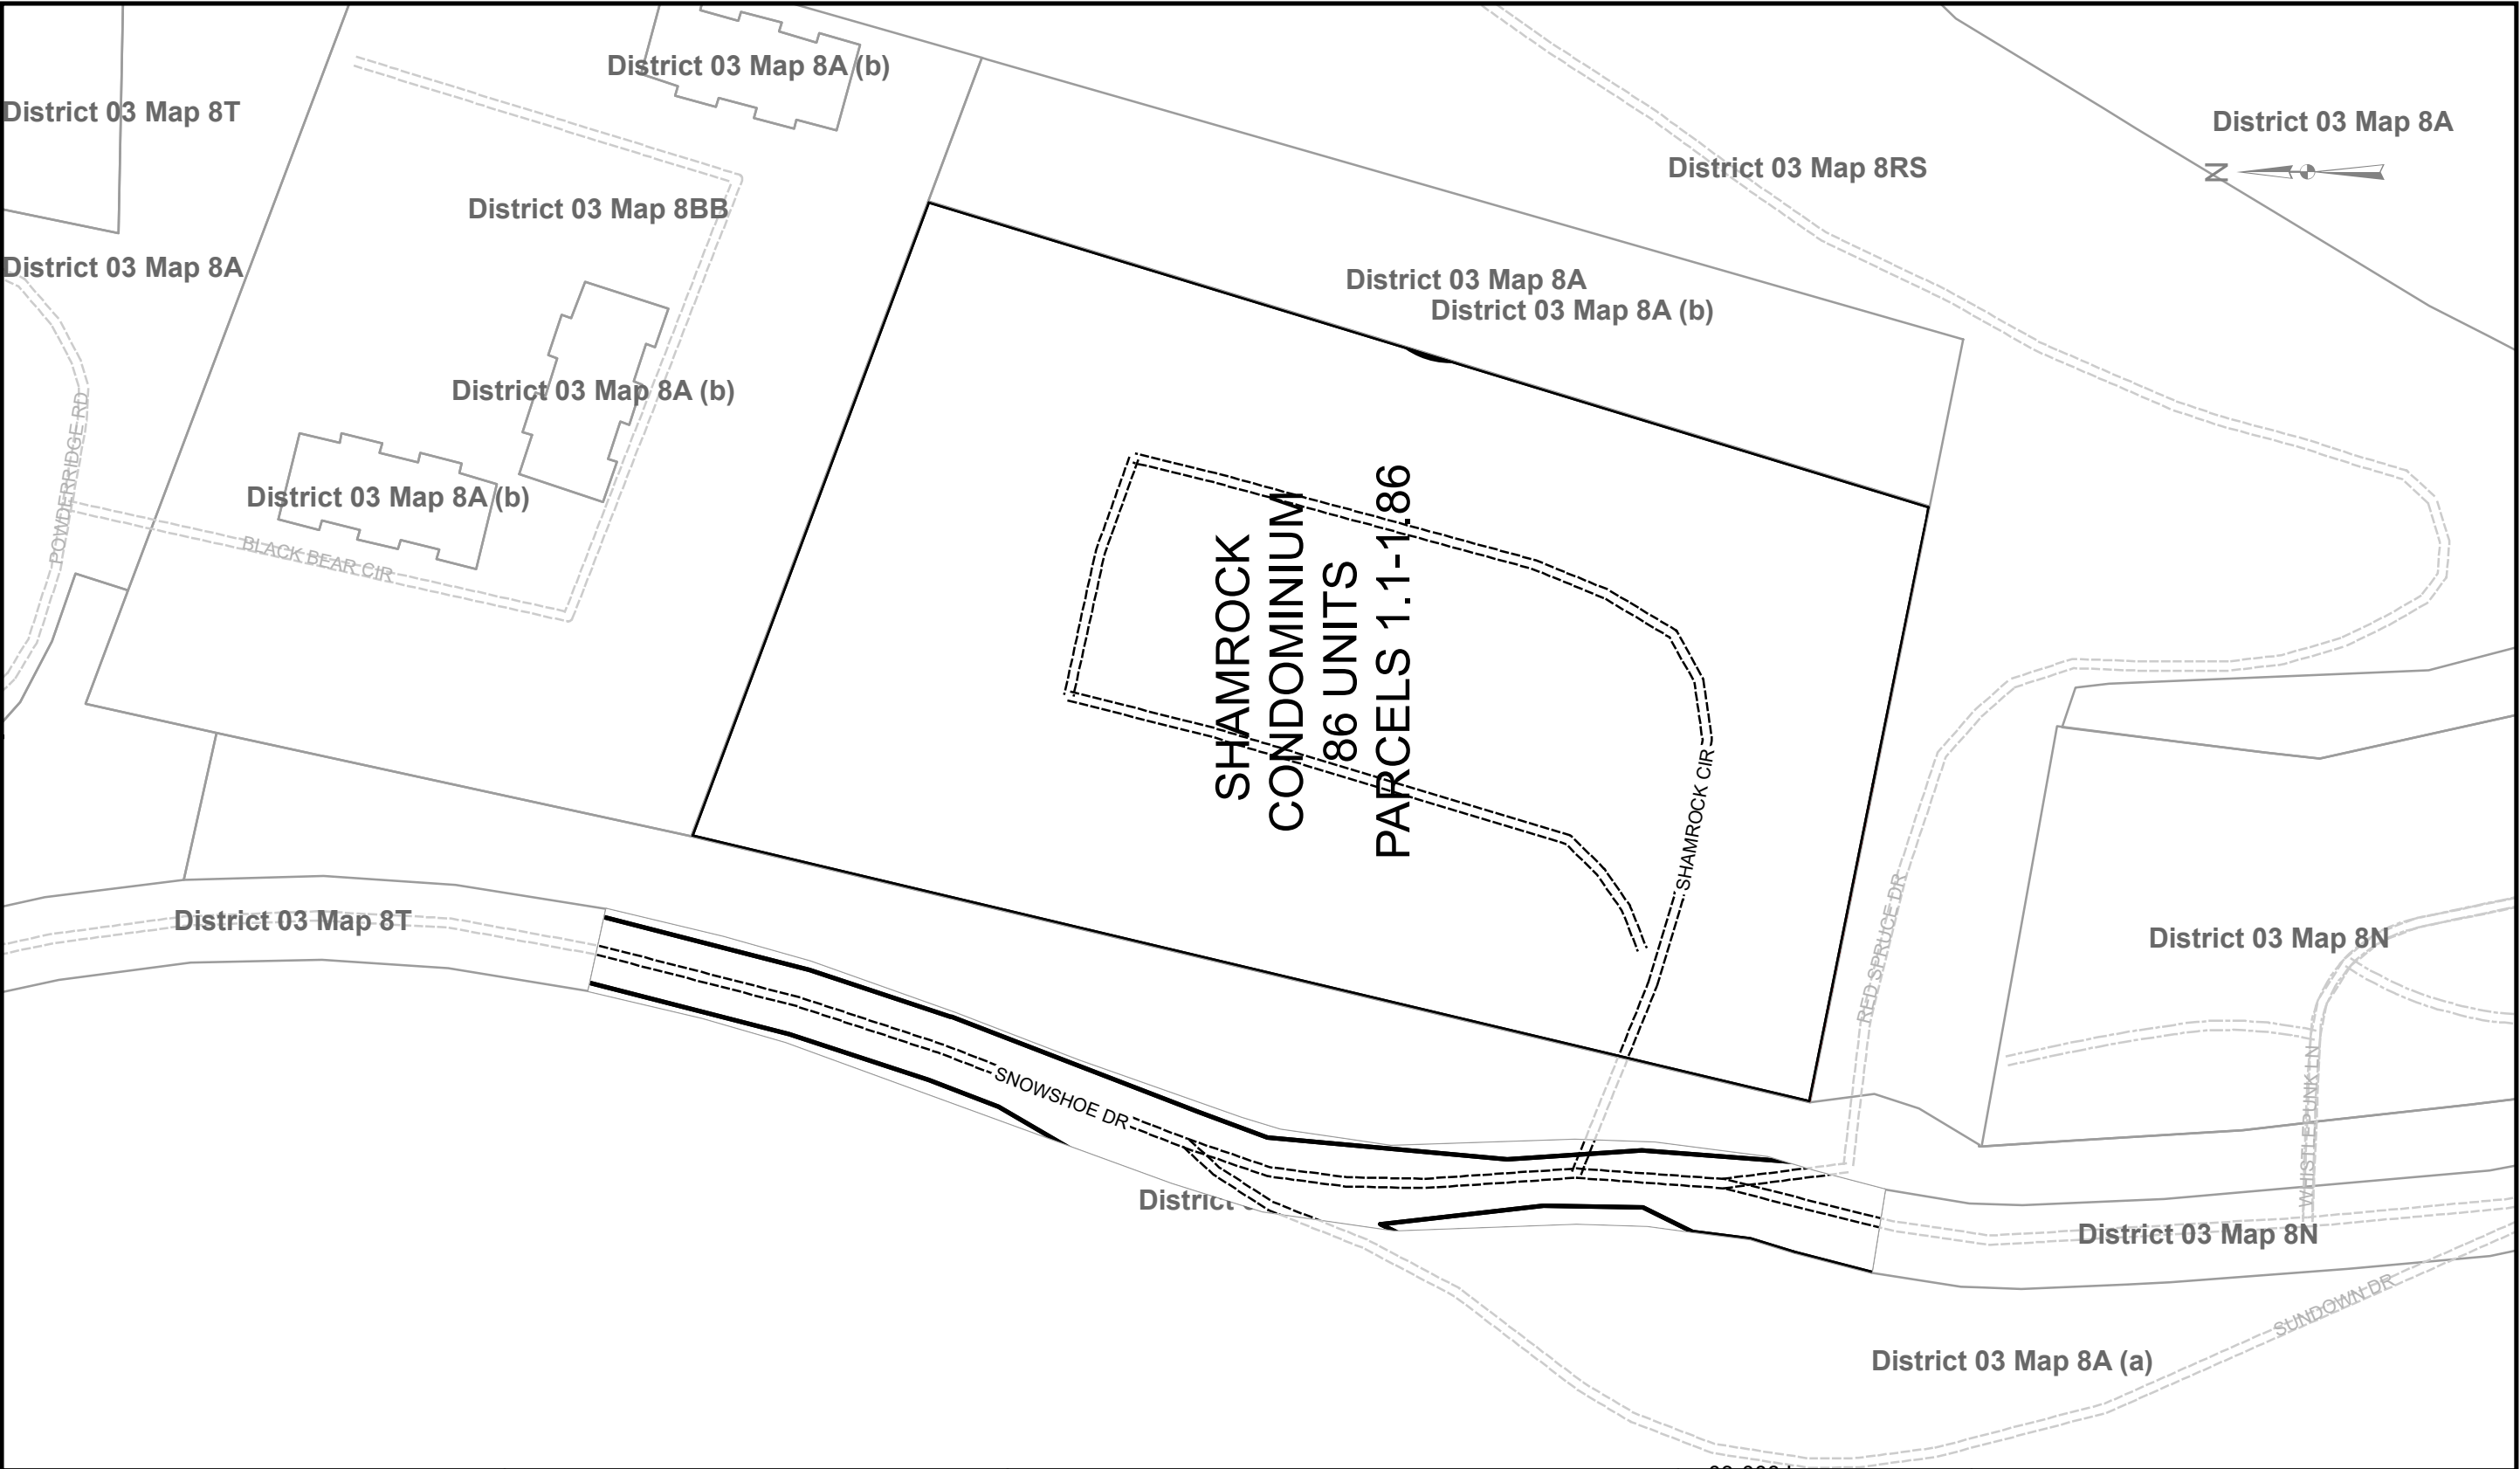 District 03 Map 8A (b)
District 03 Map 8T
District 03 Map 8A
District 03 Map 8RS
N
District 03 Map 8BB
District 03 Map 8A
District 03 Map 8A
District 03 Map 8A (b)
District 03 Map 8A (b)
POWDERRIDGE RD
District 03 Map 8A (b)
BLACK BEAR CIR
SHAMROCK
CONDOMINIUM
86 UNITS
PARCELS 1.1-1.86
SHAMROCK CIR
RED SPRUCE DR
District 03 Map 8T
District 03 Map 8N
SNOWSHOE DR
WHISTLEPUNK LN
District 03 Map 8N
SUNDOWN DR
District 03 Map 8A (a)